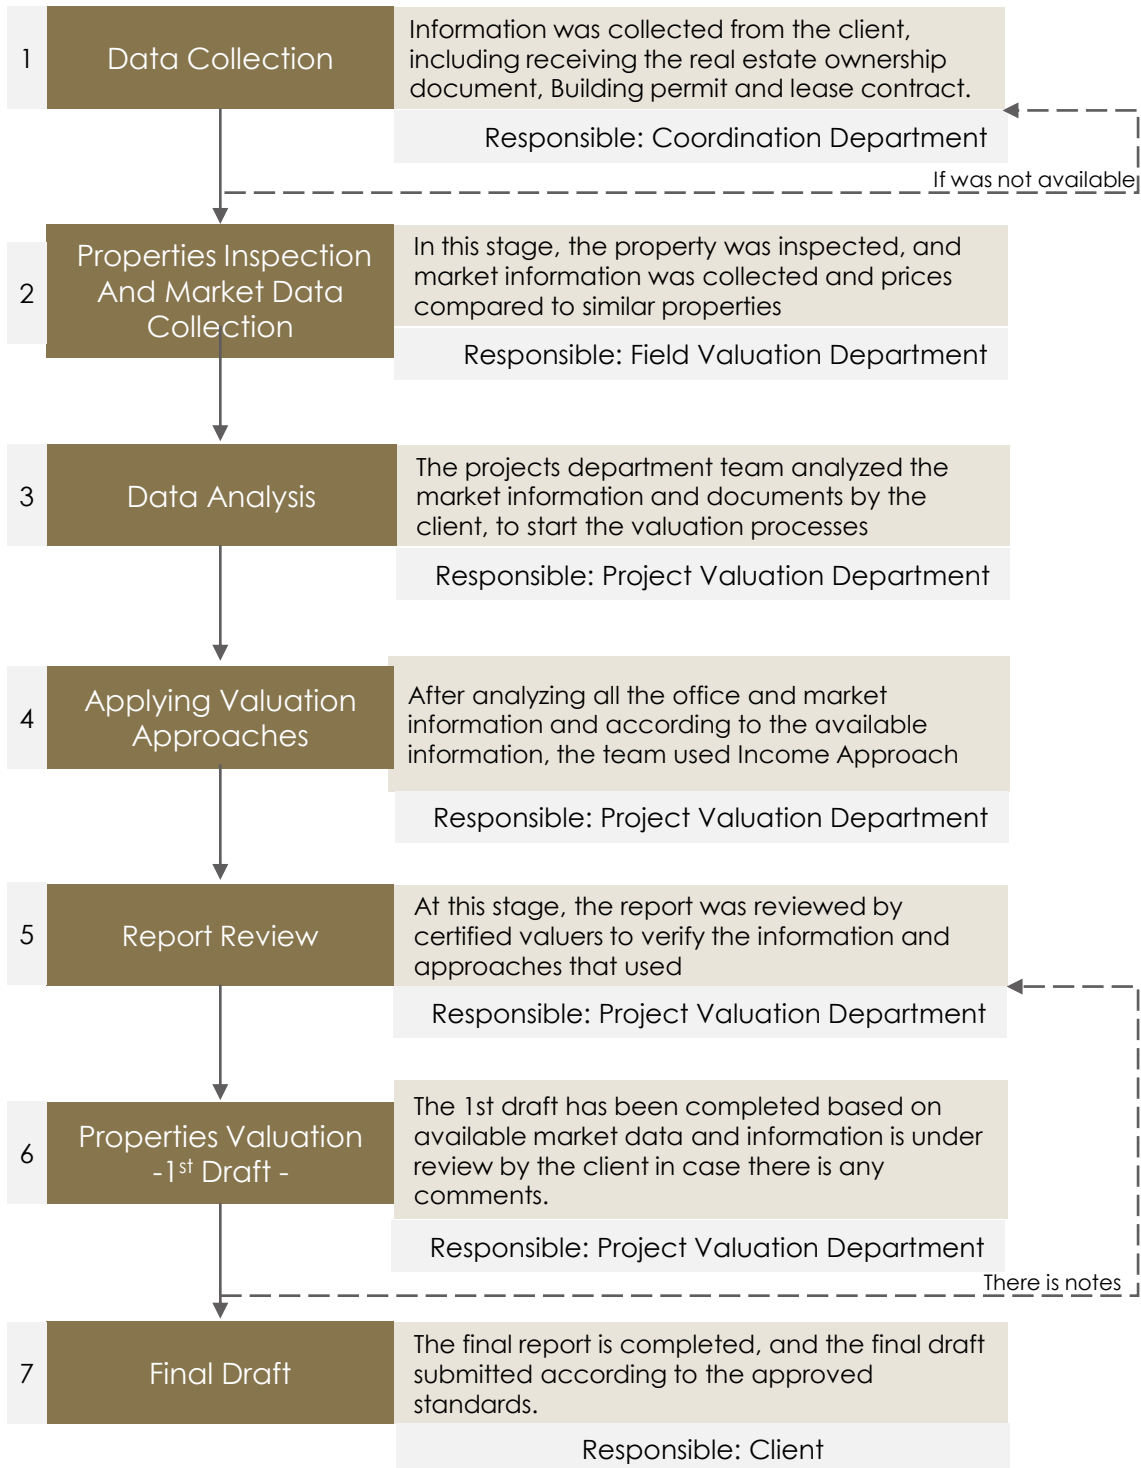 1
Data Collection
Information was collected from the client,
including receiving the real estate ownership
document, Building permit and lease contract.
Responsible: Coordination Department
If was not available
2
Properties Inspection
And Market Data
Collection
In this stage, the property was inspected, and
market information was collected and prices
compared to similar properties
Responsible: Field Valuation Department
3
Data Analysis
The projects department team analyzed the
market information and documents by the
client, to start the valuation processes
Responsible: Project Valuation Department
4
Applying Valuation
Approaches
After analyzing all the office and market
information and according to the available
information, the team used Income Approach
Responsible: Project Valuation Department
5
Report Review
At this stage, the report was reviewed by
certified valuers to verify the information and
approaches that used
Responsible: Project Valuation Department
6
Properties Valuation
-1st Draft -
The 1st draft has been completed based on
available market data and information is under
review by the client in case there is any
comments.
Responsible: Project Valuation Department
There is notes
7
Final Draft
The final report is completed, and the final draft
submitted according to the approved
standards.
Responsible: Client